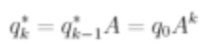 $q_k^* = q_{k-1}^* A = q_0 A^k$